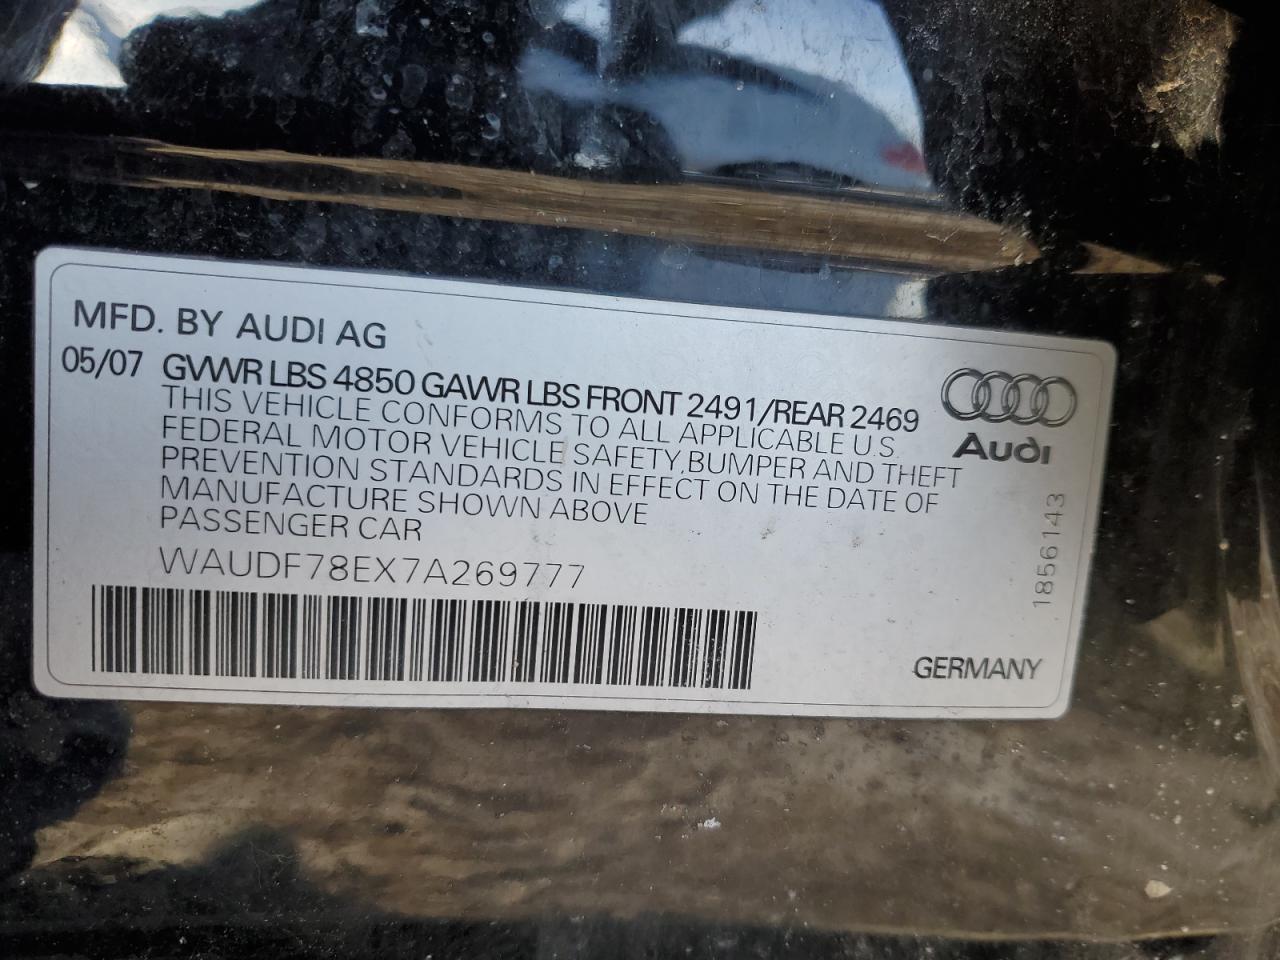 MFD. BY AUDI AG
05/07 GVWR LBS 4850 GAWR LBS FRONT 2491/REAR 2469
THIS VEHICLE CONFORMS TO ALL APPLICABLE U.S.
FEDERAL MOTOR VEHICLE SAFETY, BUMPER AND THEFT
PREVENTION STANDARDS IN EFFECT ON THE DATE OF
MANUFACTURE SHOWN ABOVE
PASSENGER CAR
WAUDF78EX7A269777
Audi
1856143
GERMANY